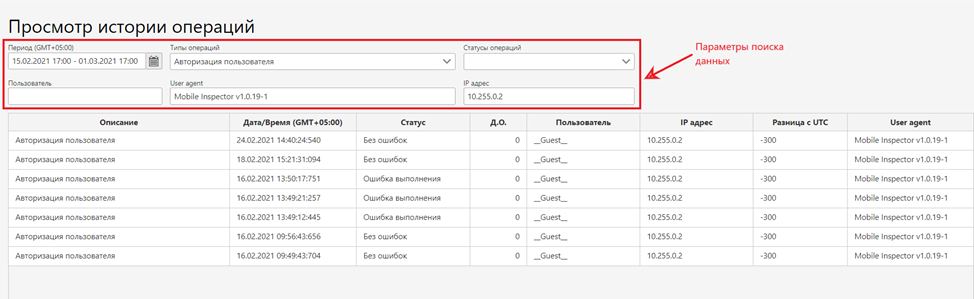 Просмотр истории операций
Период (GMT+05:00) Типы операций Статусы операций
15.02.2021 17:00 - 01.03.2021 17:00 Авторизация пользователя
Параметры поиска
данных
Пользователь User agent IP адрес
Mobile Inspector v1.0.19-1 10.255.0.2
Описание Дата/Время (GMT+05:00) Статус Д.О. Пользователь IP адрес Разница с UTC User agent
Авторизация пользователя 24.02.2021 14:40:24:540 Без ошибок 0 __Guest__ 10.255.0.2 -300 Mobile Inspector v1.0.19-1
Авторизация пользователя 18.02.2021 15:21:31:094 Без ошибок 0 __Guest__ 10.255.0.2 -300 Mobile Inspector v1.0.19-1
Авторизация пользователя 16.02.2021 13:50:17:751 Ошибка выполнения 0 __Guest__ 10.255.0.2 -300 Mobile Inspector v1.0.19-1
Авторизация пользователя 16.02.2021 13:49:21:257 Ошибка выполнения 0 __Guest__ 10.255.0.2 -300 Mobile Inspector v1.0.19-1
Авторизация пользователя 16.02.2021 13:49:12:445 Ошибка выполнения 0 __Guest__ 10.255.0.2 -300 Mobile Inspector v1.0.19-1
Авторизация пользователя 16.02.2021 09:56:43:656 Без ошибок 0 __Guest__ 10.255.0.2 -300 Mobile Inspector v1.0.19-1
Авторизация пользователя 16.02.2021 09:49:43:704 Без ошибок 0 __Guest__ 10.255.0.2 -300 Mobile Inspector v1.0.19-1